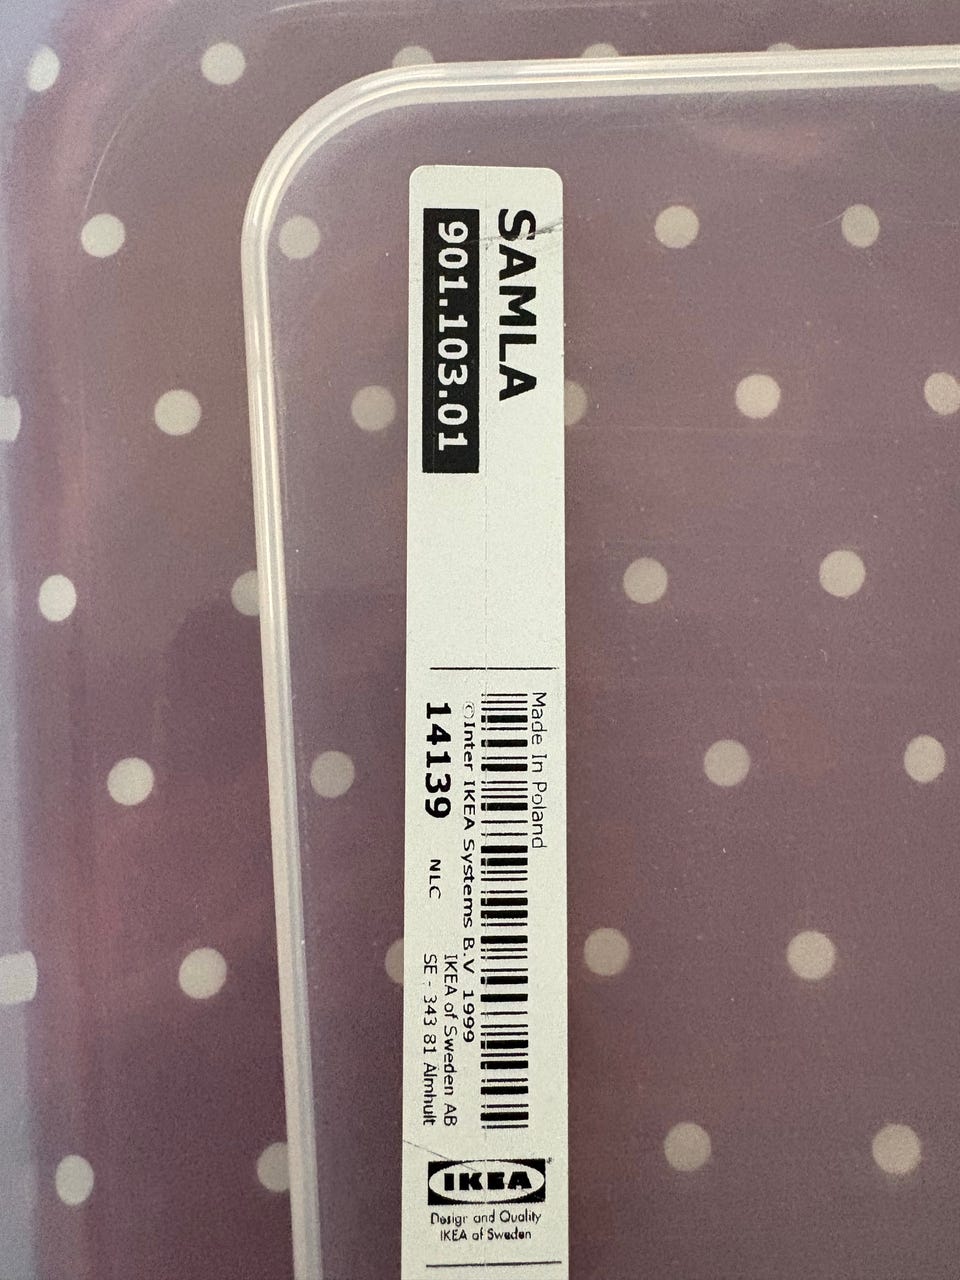 SAMLA
901.103.01
Made In Poland
©Inter IKEA Systems B.V. 1999
14139 NLC
IKEA of Sweden AB
SE - 343 81 Älmhult
IKEA®
Design and Quality
IKEA of Sweden